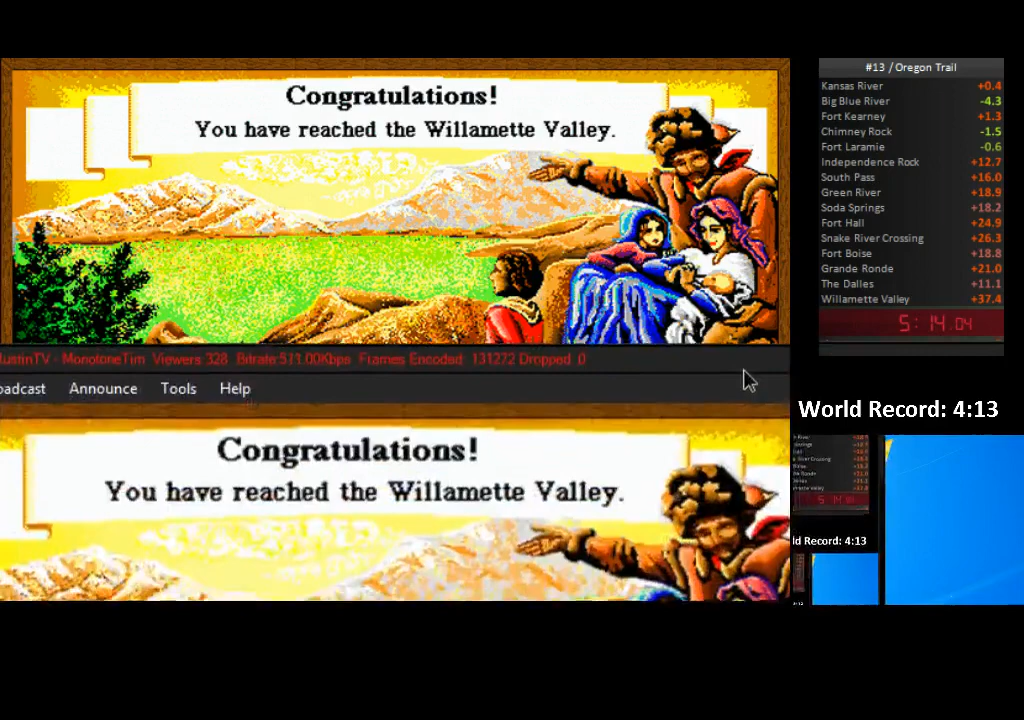 Congratulations!
You have reached the Willamette Valley.
#13 / Oregon Trail
Kansas River +0.4
Big Blue River -4.3
Fort Kearney +1.3
Chimney Rock -1.5
Fort Laramie -0.6
Independence Rock +12.7
South Pass +16.0
Green River +18.9
Soda Springs +18.2
Fort Hall +24.9
Snake River Crossing +26.3
Fort Boise +18.8
Grande Ronde +21.0
The Dalles +11.1
Willamette Valley +37.4
5:14.04
JustinTV - MonotoneTim Viewers 328 Bitrate:511.00Kbps Frames Encoded 131272 Dropped 0
oadcast Announce Tools Help
World Record: 4:13
Congratulations!
You have reached the Willamette Valley.
ld Record: 4:13